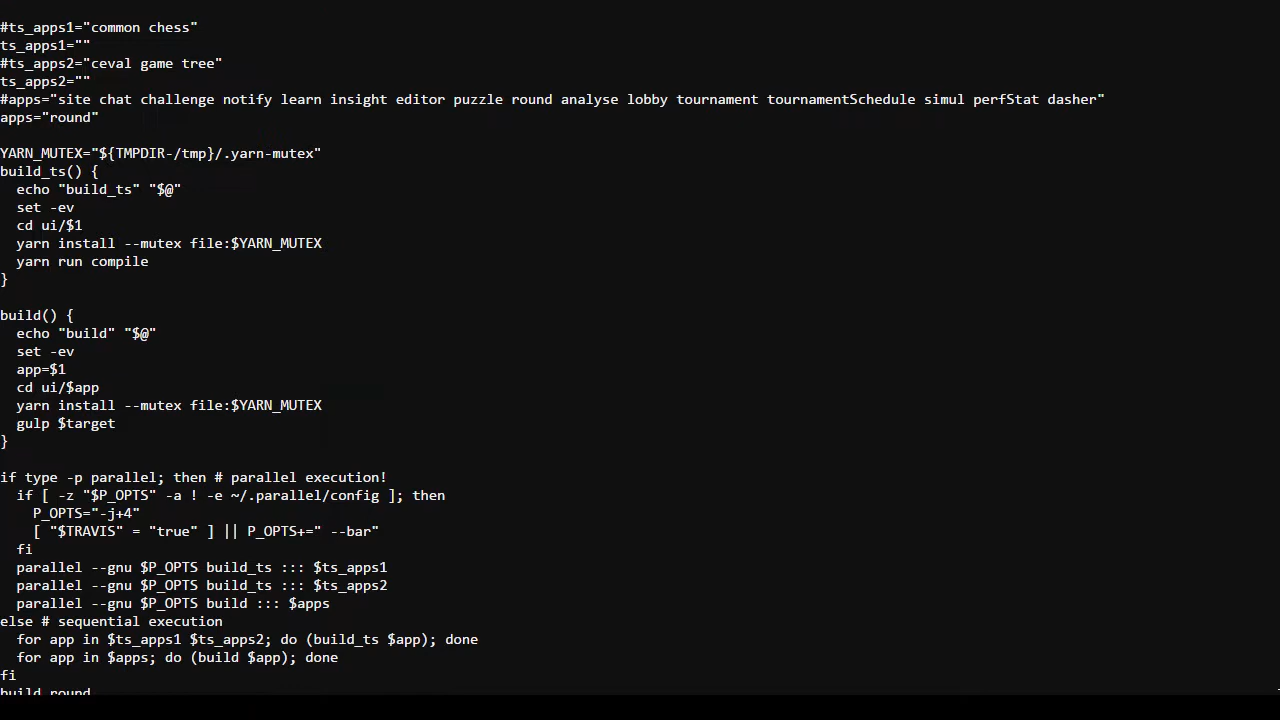 #ts_apps1="common chess"
ts_apps1=""
#ts_apps2="ceval game tree"
ts_apps2=""
#apps="site chat challenge notify learn insight editor puzzle round analyse lobby tournament tournamentSchedule simul perfStat dasher"
apps="round"
YARN_MUTEX="${TMPDIR-/tmp}/.yarn-mutex"
build_ts() {
  echo "build_ts" "$@"
  set -ev
  cd ui/$1
  yarn install --mutex file:$YARN_MUTEX
  yarn run compile
}
build() {
  echo "build" "$@"
  set -ev
  app=$1
  cd ui/$app
  yarn install --mutex file:$YARN_MUTEX
  gulp $target
}
if type -p parallel; then # parallel execution!
  if [ -z "$P_OPTS" -a ! -e ~/.parallel/config ]; then
    P_OPTS="-j+4"
    [ "$TRAVIS" = "true" ] || P_OPTS+=" --bar"
  fi
  parallel --gnu $P_OPTS build_ts ::: $ts_apps1
  parallel --gnu $P_OPTS build_ts ::: $ts_apps2
  parallel --gnu $P_OPTS build ::: $apps
else # sequential execution
  for app in $ts_apps1 $ts_apps2; do (build_ts $app); done
  for app in $apps; do (build $app); done
fi
build round